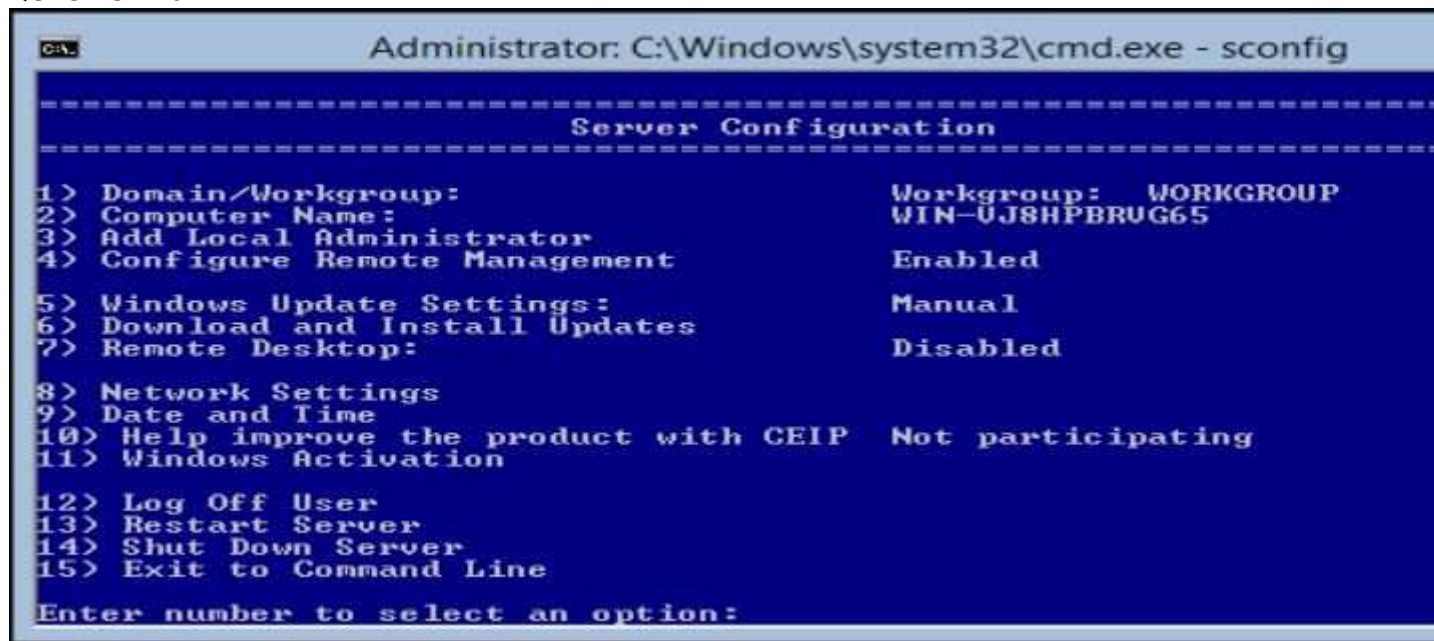 Administrator: C:\Windows\system32\cmd.exe - sconfig
Server Configuration
1) Domain/Workgroup: Workgroup: WORKGROUP
2) Computer Name: WIN-VJ8HPBRVG65
3) Add Local Administrator
4) Configure Remote Management Enabled
5) Windows Update Settings: Manual
6) Download and Install Updates
7) Remote Desktop: Disabled
8) Network Settings
9) Date and Time
10) Help improve the product with CEIP Not participating
11) Windows Activation
12) Log Off User
13) Restart Server
14) Shut Down Server
15) Exit to Command Line
Enter number to select an option: